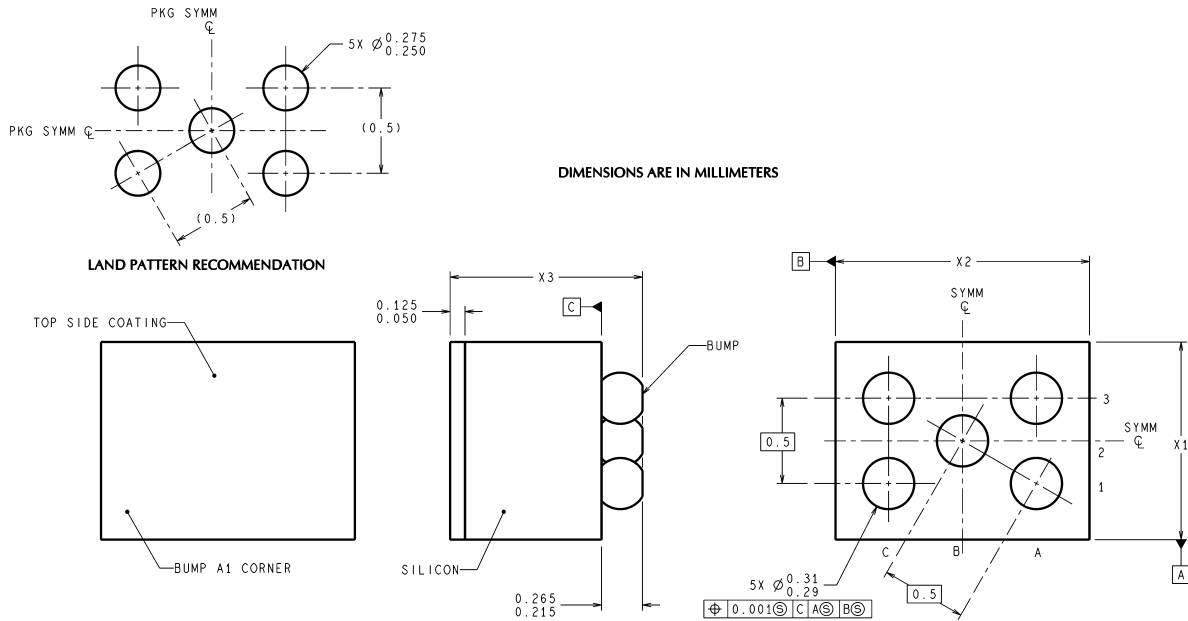 PKG SYMM
℄
5X Ø 0.275
0.250
PKG SYMM ℄
(0.5)
(0.5)
DIMENSIONS ARE IN MILLIMETERS
LAND PATTERN RECOMMENDATION
X3
B
X2
SYMM
℄
0.125
0.050
C
TOP SIDE COATING
BUMP
3
0.5
SYMM
℄
X1
2
1
BUMP A1 CORNER
SILICON
C
B
A
0.265
0.215
5X Ø 0.31
0.29
0.5
A
⌖ 0.001Ⓢ C AⓈ BⓈ